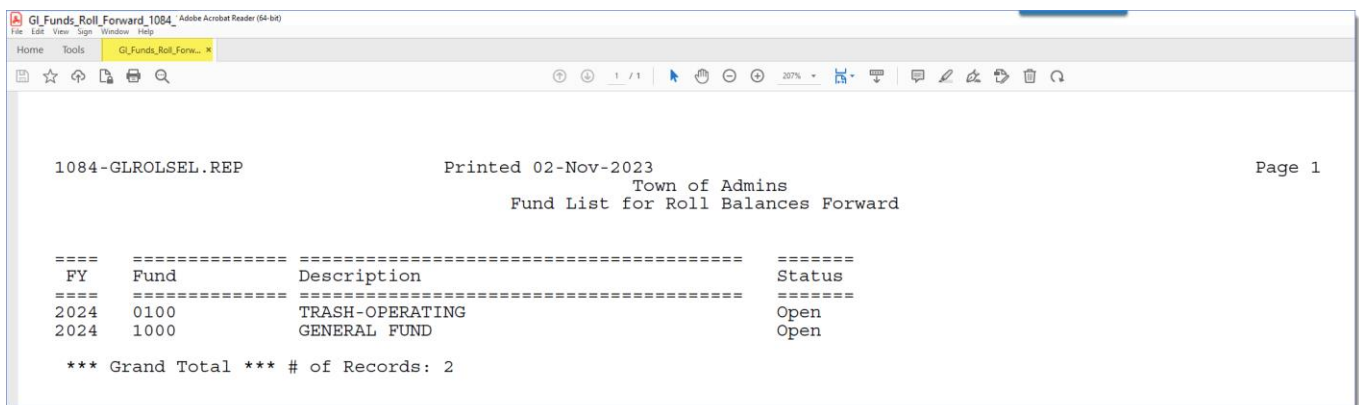 GI_Funds_Roll_Forward_1084_ - Adobe Acrobat Reader (64-bit)
File Edit View Sign Window Help
Home Tools GI_Funds_Roll_Forw... ×
1 / 1 207%
1084-GLROLSEL.REP Printed 02-Nov-2023 Page 1
Town of Admins
Fund List for Roll Balances Forward
==== ============== ======================================== =======
FY Fund Description Status
==== ============== ======================================== =======
2024 0100 TRASH-OPERATING Open
2024 1000 GENERAL FUND Open
*** Grand Total *** # of Records: 2